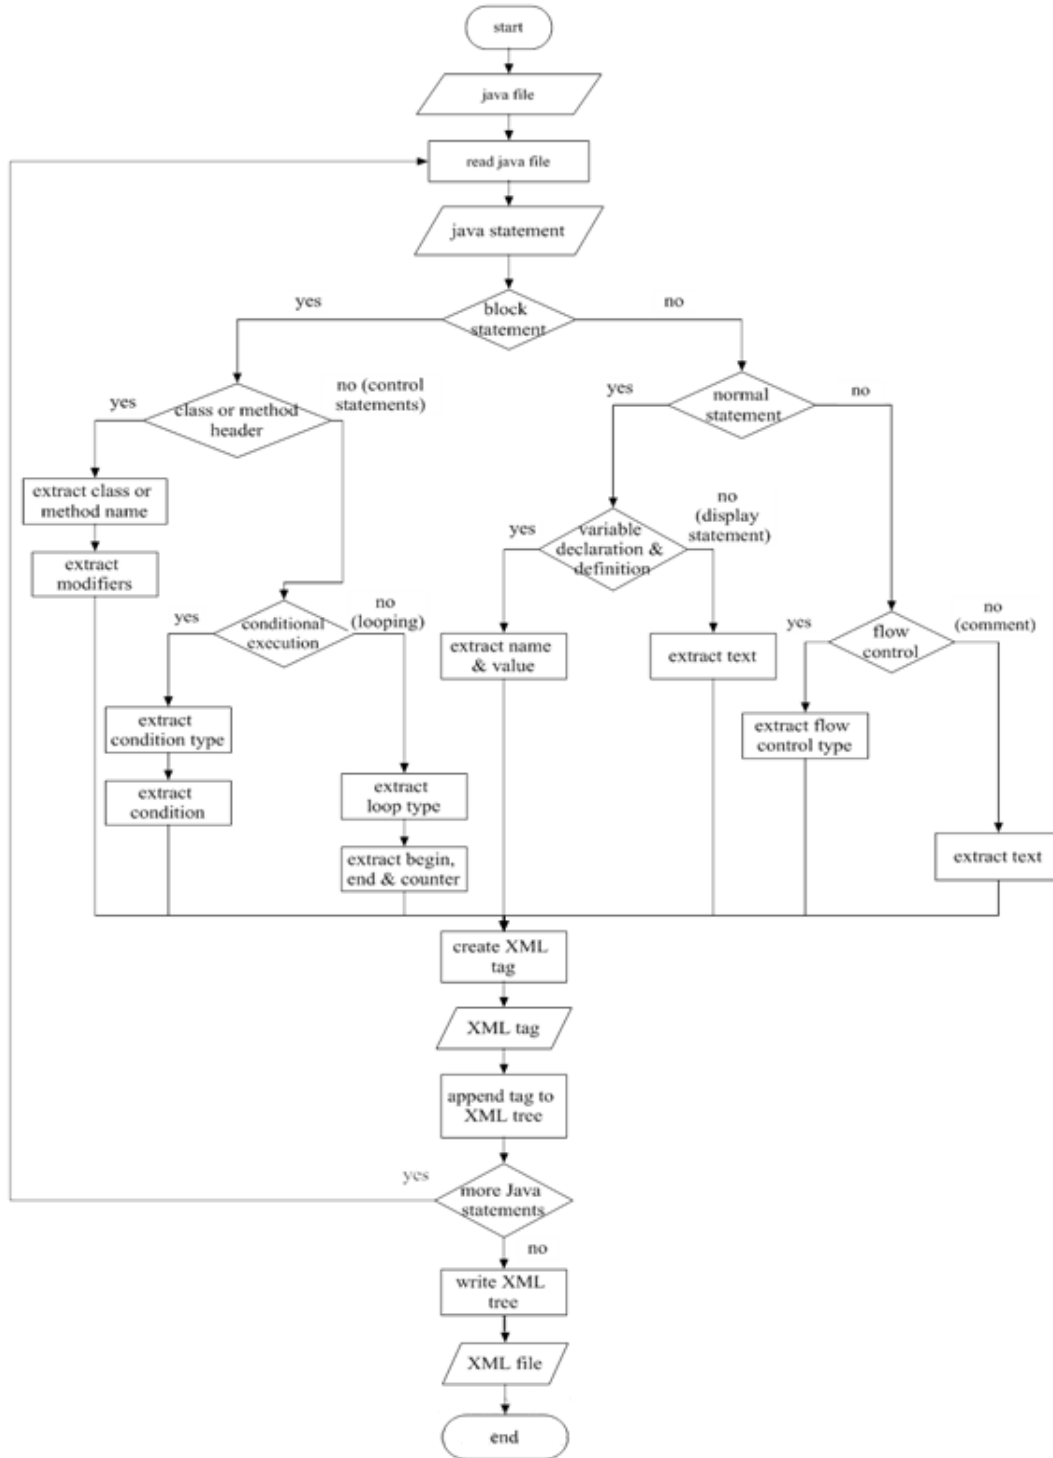 start
java file
read java file
java statement
yes
block
statement
no
yes
class or method
header
no (control
statements)
yes
normal
statement
no
extract class or
method name
extract
modifiers
yes
variable
declaration &
definition
no
(display
statement)
yes
conditional
execution
no
(looping)
extract name
& value
extract text
yes
flow
control
no
(comment)
extract
condition type
extract
condition
extract
loop type
extract begin,
end & counter
extract flow
control type
extract text
create XML
tag
XML tag
append tag to
XML tree
yes
more Java
statements
no
write XML
tree
XML file
end